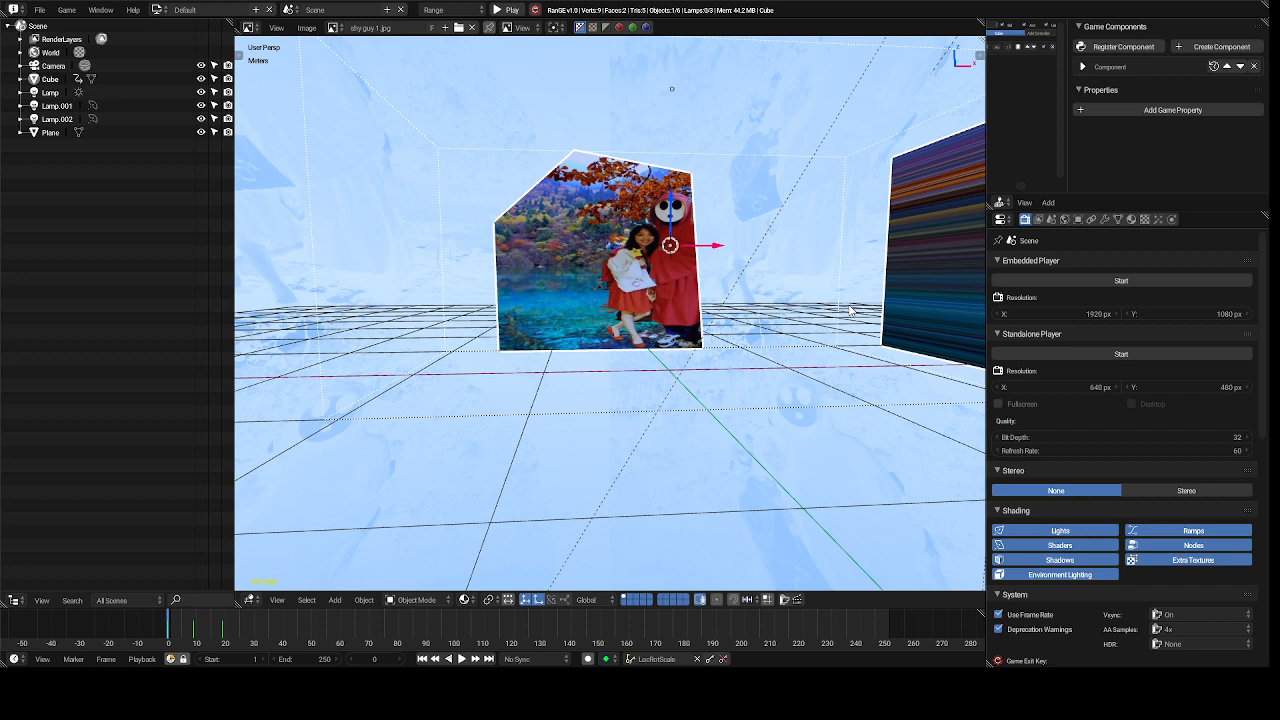 File Game Window Help Default Scene Range Play RanGE v1.0 | Verts:9 | Faces:2 | Tris:5 | Objects:1/6 | Lamps:0/3 | Mem: 44.2 MB | Cube
View Image shy guy 1.jpg F View
Scene
RenderLayers
World
Camera
Cube
Lamp
Lamp.001
Lamp.002
Plane
User Persp
Meters
Game Components
Register Component Create Component
Component
Properties
Add Game Property
View Add
Scene
Embedded Player
Start
Resolution:
X: 1920 px Y: 1080 px
Standalone Player
Start
Resolution:
X: 640 px Y: 480 px
Fullscreen Desktop
Quality:
Bit Depth: 32
Refresh Rate: 60
Stereo
None Stereo
Shading
Lights Ramps
Shaders Nodes
Shadows Extra Textures
Environment Lighting
System
Use Frame Rate Vsync: On
Deprecation Warnings AA Samples: 4x
HDR: None
Game Exit Key:
View Search All Scenes
View Select Add Object Object Mode Global
-50 -40 -30 -20 -10 0 10 20 30 40 50 60 70 80 90 100 110 120 130 140 150 160 170 180 190 200 210 220 230 240 250 260 270 280
View Marker Frame Playback Start: 1 End: 250 0 No Sync LocRotScale